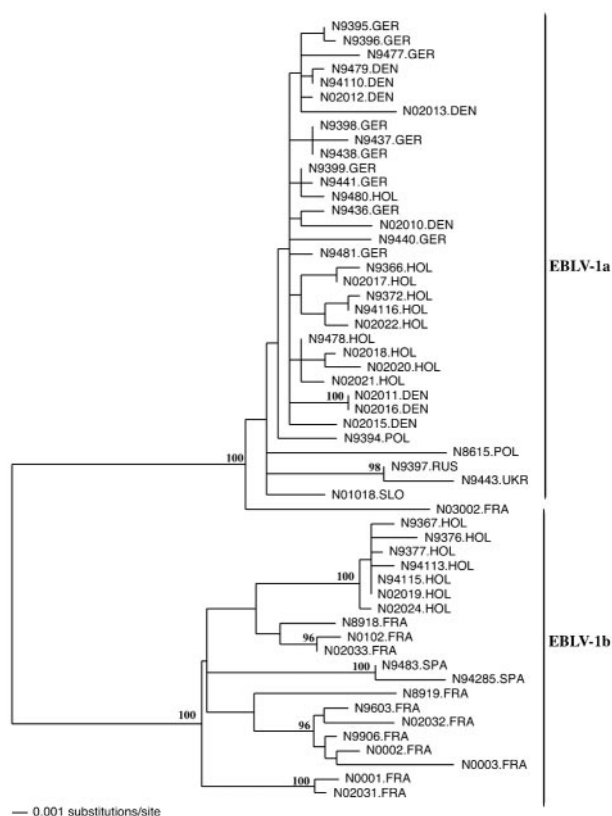 N9395.GER
N9396.GER
N9477.GER
N9479.DEN
N94110.DEN
N02012.DEN
N02013.DEN
N9398.GER
N9437.GER
N9438.GER
N9399.GER
N9441.GER
N9480.HOL
N9436.GER
N02010.DEN
N9440.GER
N9481.GER
N9366.HOL
EBLV-1a
N02017.HOL
N9372.HOL
N94116.HOL
N02022.HOL
N9478.HOL
N02018.HOL
N02020.HOL
N02021.HOL
100 N02011.DEN
N02016.DEN
N02015.DEN
N9394.POL
N8615.POL
100
98 N9397.RUS
N9443.UKR
N01018.SLO
N03002.FRA
N9367.HOL
N9376.HOL
N9377.HOL
N94113.HOL
100 N94115.HOL
N02019.HOL
N02024.HOL
N8918.FRA
96 N0102.FRA
EBLV-1b
N02033.FRA
100 N9483.SPA
N94285.SPA
N8919.FRA
N9603.FRA
100
96 N02032.FRA
N9906.FRA
N0002.FRA
N0003.FRA
100 N0001.FRA
N02031.FRA
0.001 substitutions/site